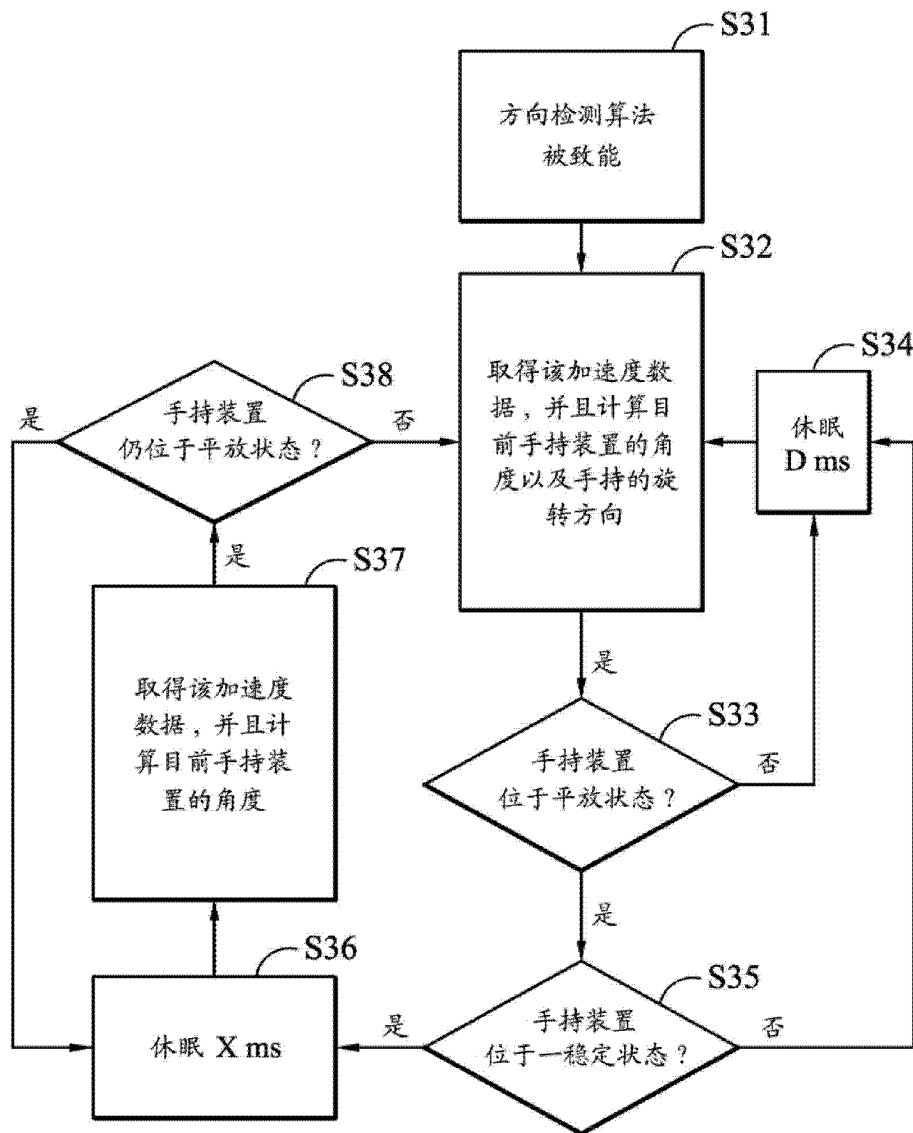 S31
方向检测算法
被致能
S32
取得该加速度数
据，并且计算目
前手持装置的角
度以及手持的旋
转方向
S34
休眠
D ms
S38
手持装置
仍位于平放状态？
是
否
是
S37
取得该加速度
数据，并且计
算目前手持装
置的角度
是
S33
手持装置
位于平放状态？
否
是
S36
休眠 X ms
是
S35
手持装置
位于一稳定状态？
否